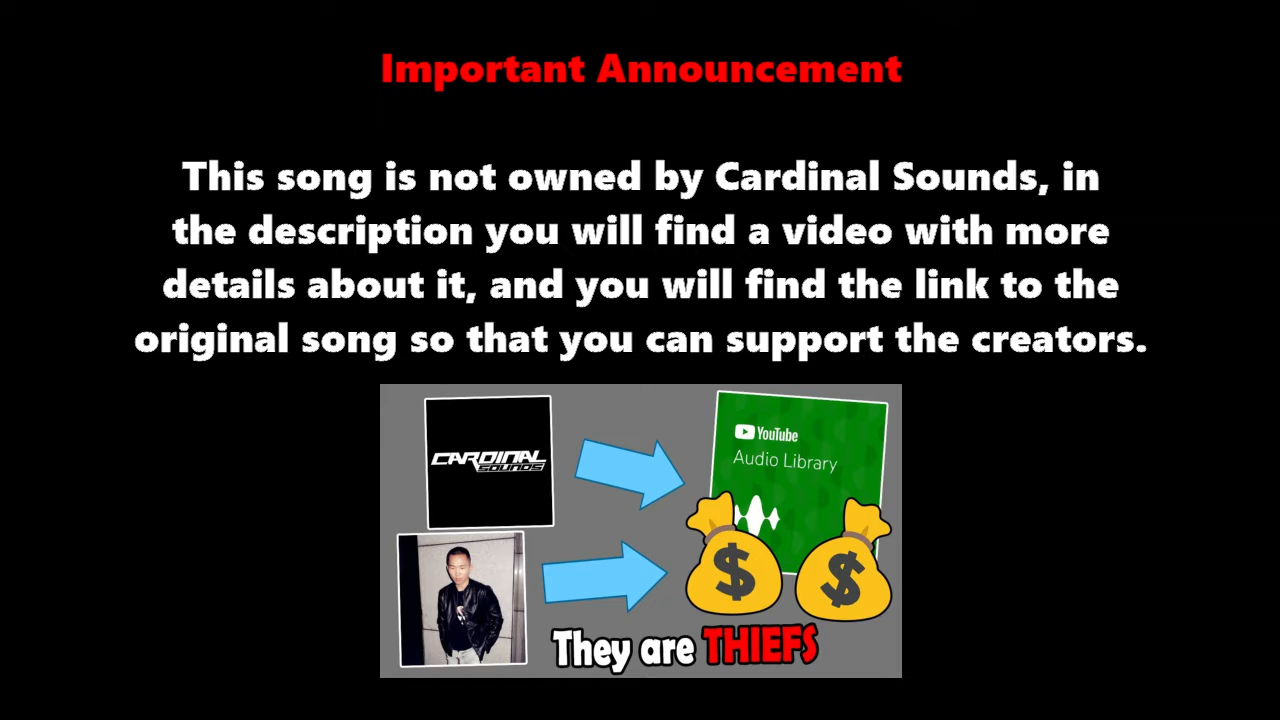 Important Announcement
This song is not owned by Cardinal Sounds, in
the description you will find a video with more
details about it, and you will find the link to the
original song so that you can support the creators.
CARDINAL
SOUNDS
YouTube
Audio Library
$ $
They are THIEFS